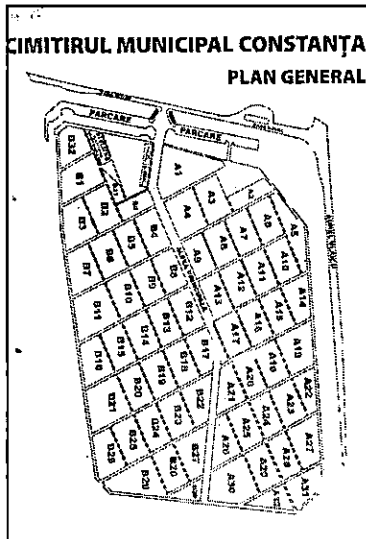 CIMITIRUL MUNICIPAL CONSTANȚA
PLAN GENERAL
PARCARE
PARCARE
B32
A1
B1
A3
A4
B2
B3
B4
A5
A6
A7
B5
B6
A8
A9
A10
A11
B7
B8
B9
B10
A12
A13
A14
A15
B11
B12
B13
B14
A16
A17
A18
B15
B16
B17
B18
A19
A20
A21
A22
B19
B20
B21
B22
A23
A24
A25
B23
B24
B25
A26
A27
B26
B27
B28
A28
A29
A30
A31
B29